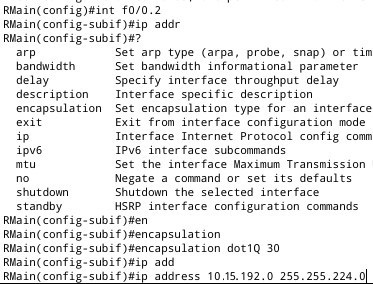 RMain(config)#int f0/0.2
RMain(config-subif)#ip addr
RMain(config-subif)#?
arp Set arp type (arpa, probe, snap) or tim
bandwidth Set bandwidth informational parameter
delay Specify interface throughput delay
description Interface specific description
encapsulation Set encapsulation type for an interface
exit Exit from interface configuration mode
ip Interface Internet Protocol config comm
ipv6 IPv6 interface subcommands
mtu Set the interface Maximum Transmission
no Negate a command or set its defaults
shutdown Shutdown the selected interface
standby HSRP interface configuration commands
RMain(config-subif)#en
RMain(config-subif)#encapsulation
RMain(config-subif)#encapsulation dot1Q 30
RMain(config-subif)#ip add
RMain(config-subif)#ip address 10.15.192.0 255.255.224.0